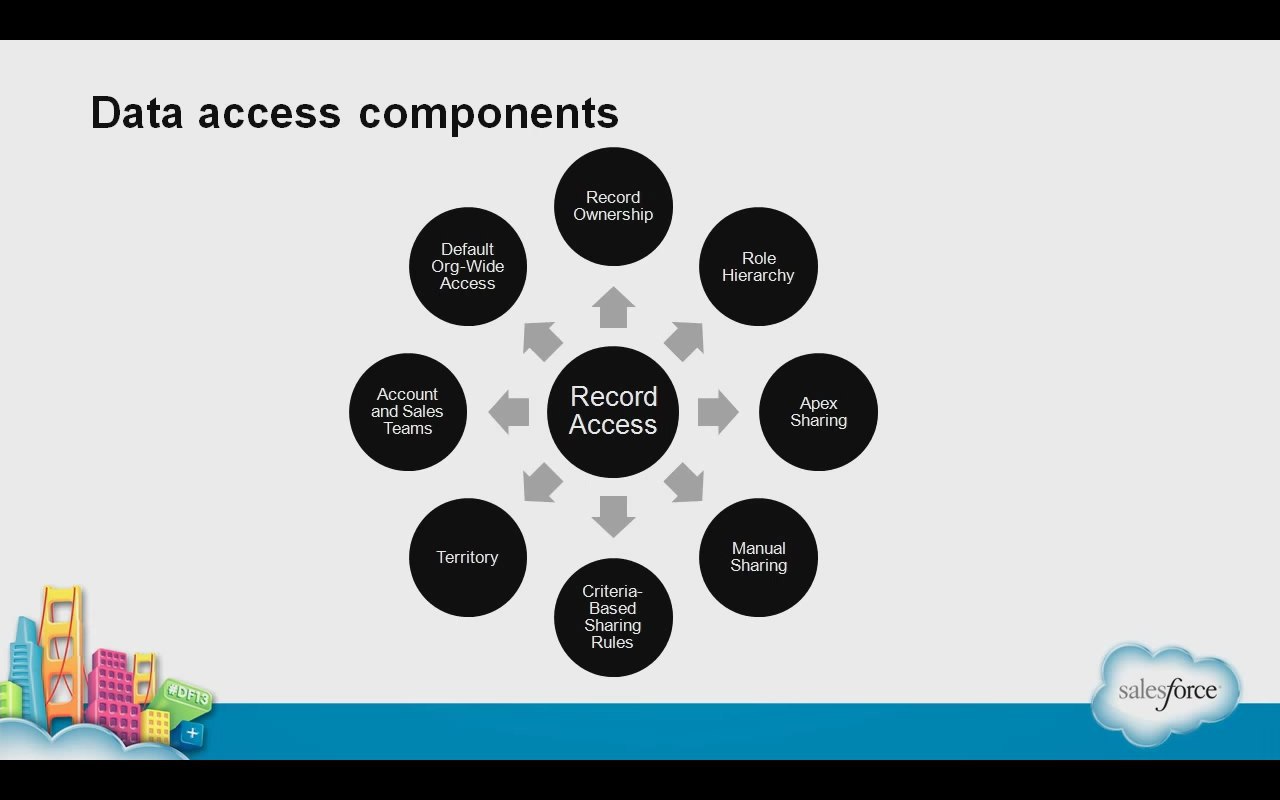 Data access components
Record
Ownership
Default
Org-Wide
Access
Role
Hierarchy
Account
and Sales
Teams
Record
Access
Apex
Sharing
Territory
Manual
Sharing
Criteria-
Based
Sharing
Rules
#DF13
+
salesforce